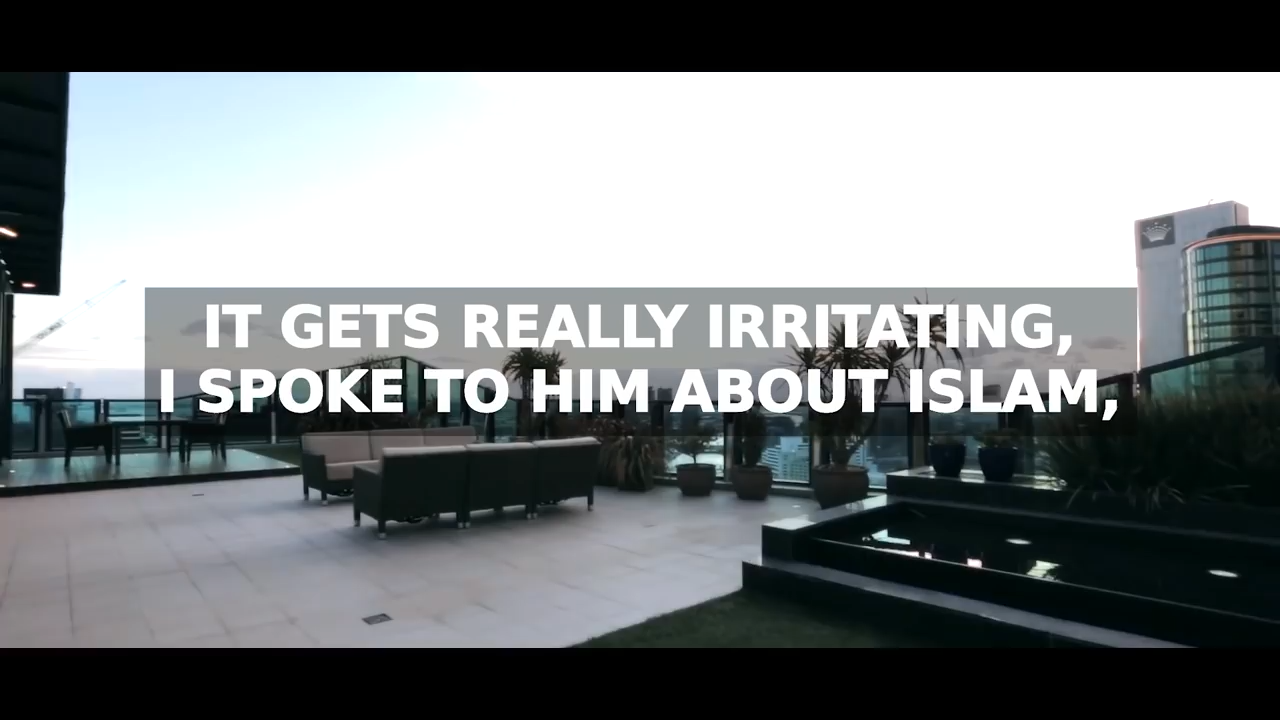 IT GETS REALLY IRRITATING,
I SPOKE TO HIM ABOUT ISLAM,